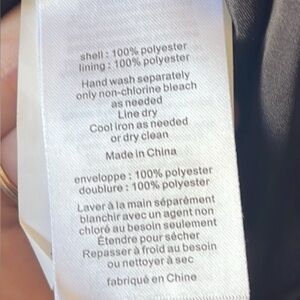 shell : 100% polyester
lining : 100% polyester
Hand wash separately
only non-chlorine bleach
as needed
Line dry
Cool iron as needed
or dry clean
Made in China
enveloppe : 100% polyester
doublure : 100% polyester
Laver à la main séparément
blanchir avec un agent non
chloré au besoin seulement
Étendre pour sécher
Repasser à froid au besoin
ou nettoyer à sec
fabriqué en Chine